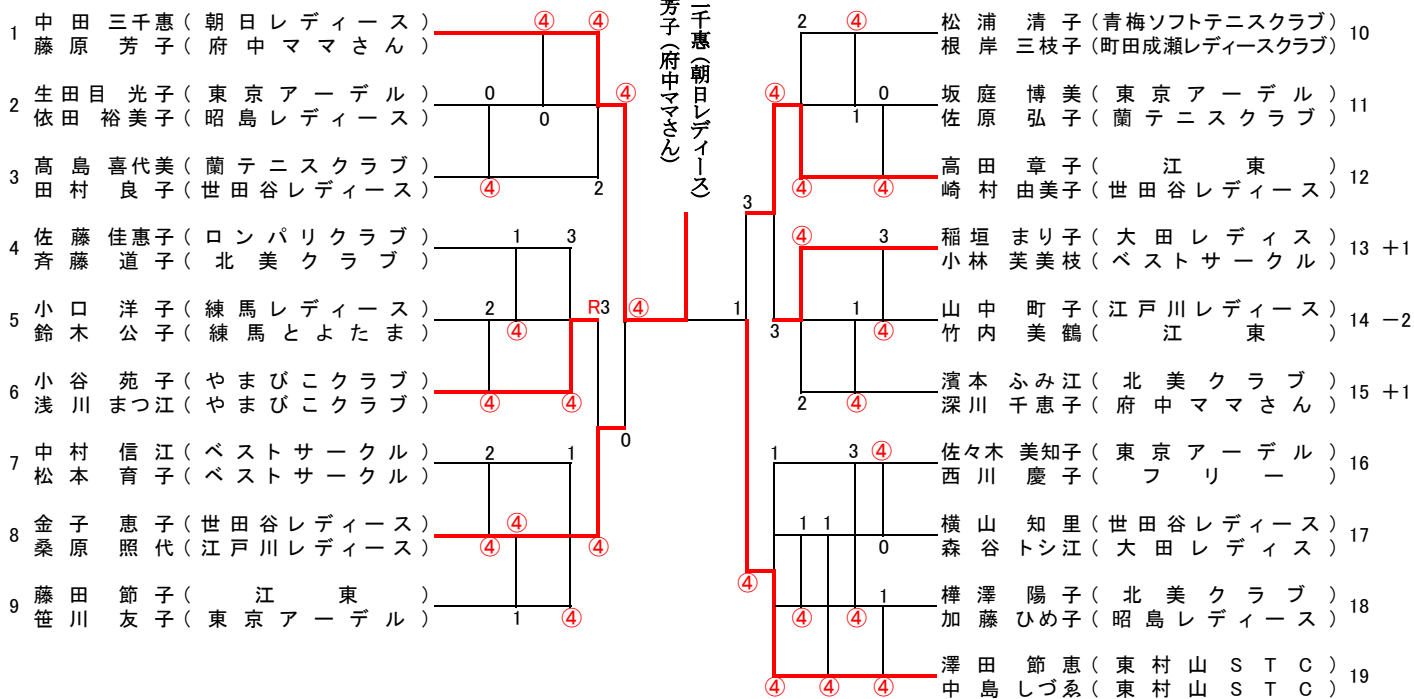 1 中田 三千惠 (朝日レディース)
藤原 芳子 (府中ママさん)
2 生田目 光子 (東京アーデル)
依田 裕美子 (昭島レディース)
3 髙島 喜代美 (蘭テニスクラブ)
田村 良子 (世田谷レディース)
4 佐藤 佳惠子 (ロンパリクラブ)
斉藤 道子 (北美クラブ)
5 小口 洋子 (練馬レディース)
鈴木 公子 (練馬とよたま)
6 小谷 苑子 (やまびこクラブ)
浅川 まつ江 (やまびこクラブ)
7 中村 信江 (ベストサークル)
松本 育子 (ベストサークル)
8 金子 恵子 (世田谷レディース)
桑原 照代 (江戸川レディース)
9 藤田 節子 (江東)
笹川 友子 (東京アーデル)
④ ④
0
④
0
④ 2
1 3
2 R3 ④
④
④ ④
0
2 1
④
④ ④
1 ④
千惠 (朝日レディース)
芳子 (府中ママさん)
2 ④
④ 0
1
④ ④
3
④ 3
1 3 1 ④
2 ④
1 3 ④
1 1 0
④ ④ ④ 1
④ ④ ④
松浦 清子 (青梅ソフトテニスクラブ) 10
根岸 三枝子 (町田成瀬レディースクラブ)
坂庭 博美 (東京アーデル) 11
佐原 弘子 (蘭テニスクラブ)
高田 章子 (江東) 12
崎村 由美子 (世田谷レディース)
稲垣 まり子 (大田レディス) 13 +1
小林 芙美枝 (ベストサークル)
山中 町子 (江戸川レディース) 14 −2
竹内 美鶴 (江東)
濱本 ふみ江 (北美クラブ) 15 +1
深川 千恵子 (府中ママさん)
佐々木 美知子 (東京アーデル) 16
西川 慶子 (フリー)
横山 知里 (世田谷レディース) 17
森谷 トシ江 (大田レディス)
樺澤 陽子 (北美クラブ) 18
加藤 ひめ子 (昭島レディース)
澤田 節恵 (東村山STC) 19
中島 しづゑ (東村山STC)